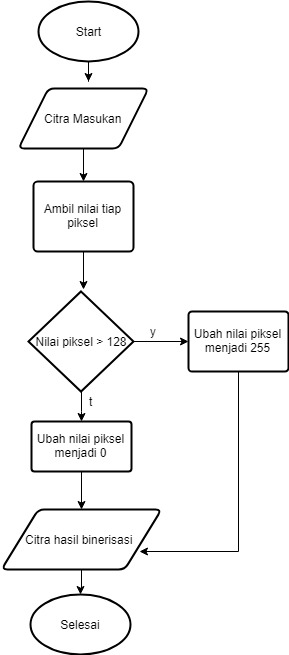 Start
Citra Masukan
Ambil nilai tiap
piksel
Nilai piksel > 128
y
Ubah nilai piksel
menjadi 255
t
Ubah nilai piksel
menjadi 0
Citra hasil binerisasi
Selesai